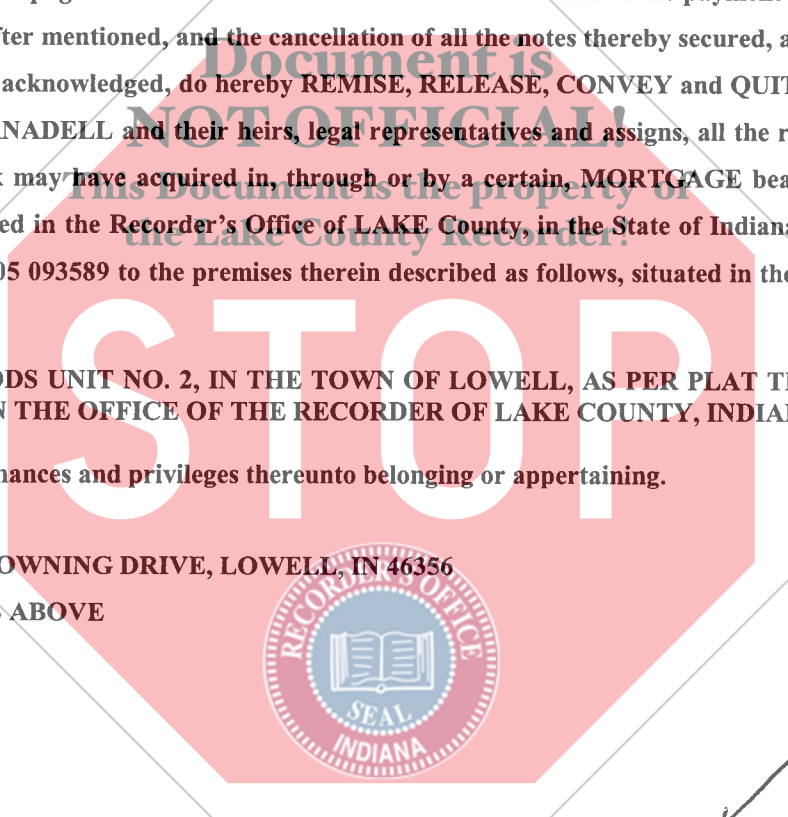 fter mentioned, and the cancellation of all the notes thereby secured, a
Document is
acknowledged, do hereby REMISE, RELEASE, CONVEY and QUIT
NOT OFFICIAL!
NADELL and their heirs, legal representatives and assigns, all the r
This Document is the property of
k may have acquired in, through or by a certain, MORTGAGE bea
the Lake County Recorder!
ed in the Recorder's Office of LAKE County, in the State of Indiana
05 093589 to the premises therein described as follows, situated in the
STOP
ODS UNIT NO. 2, IN THE TOWN OF LOWELL, AS PER PLAT TH
N THE OFFICE OF THE RECORDER OF LAKE COUNTY, INDIA
nances and privileges thereunto belonging or appertaining.
OWNING DRIVE, LOWELL, IN 46356
S ABOVE
RECORDER'S OFFICE
SEAL
INDIANA